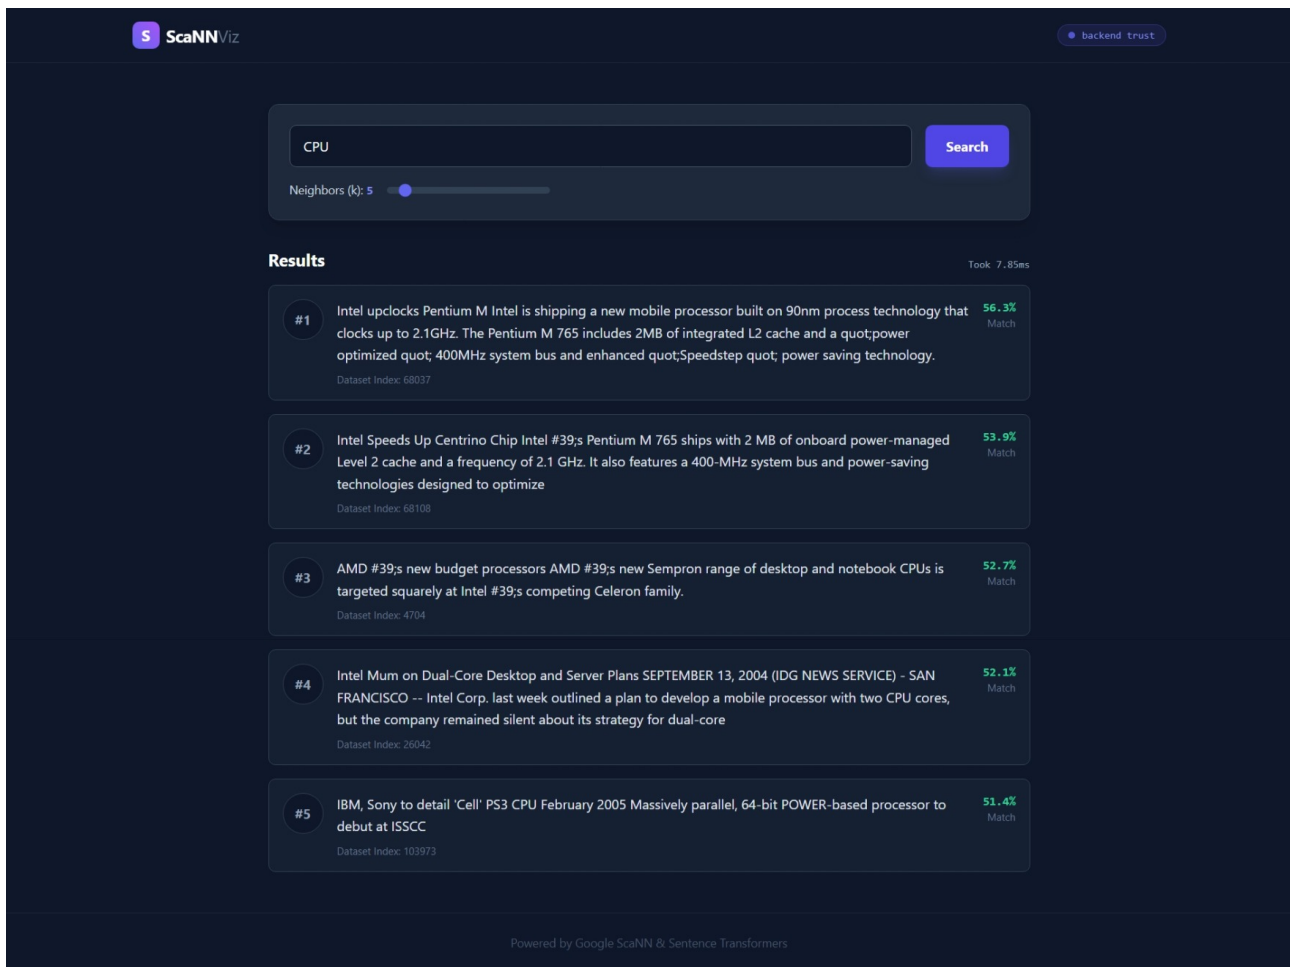 S ScaNNViz
backend trust
CPU
Search
Neighbors (k): 5
Results
Took 7.85ms
#1
Intel upclocks Pentium M Intel is shipping a new mobile processor built on 90nm process technology that
clocks up to 2.1GHz. The Pentium M 765 includes 2MB of integrated L2 cache and a quot;power
optimized quot; 400MHz system bus and enhanced quot;Speedstep quot; power saving technology.
Dataset Index: 68037
56.3%
Match
#2
Intel Speeds Up Centrino Chip Intel #39;s Pentium M 765 ships with 2 MB of onboard power-managed
Level 2 cache and a frequency of 2.1 GHz. It also features a 400-MHz system bus and power-saving
technologies designed to optimize
Dataset Index: 68108
53.9%
Match
#3
AMD #39;s new budget processors AMD #39;s new Sempron range of desktop and notebook CPUs is
targeted squarely at Intel #39;s competing Celeron family.
Dataset Index: 4704
52.7%
Match
#4
Intel Mum on Dual-Core Desktop and Server Plans SEPTEMBER 13, 2004 (IDG NEWS SERVICE) - SAN
FRANCISCO -- Intel Corp. last week outlined a plan to develop a mobile processor with two CPU cores,
but the company remained silent about its strategy for dual-core
Dataset Index: 26042
52.1%
Match
#5
IBM, Sony to detail 'Cell' PS3 CPU February 2005 Massively parallel, 64-bit POWER-based processor to
debut at ISSCC
Dataset Index: 103973
51.4%
Match
Powered by Google ScaNN & Sentence Transformers